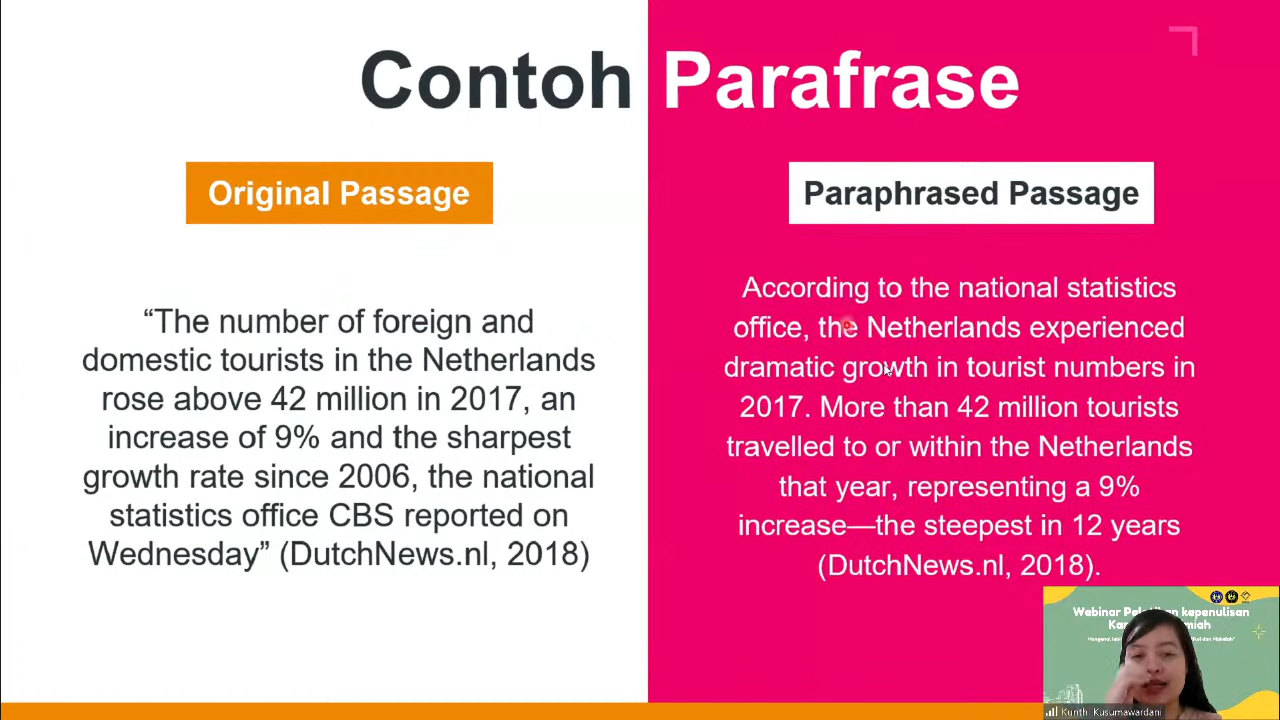 Contoh Parafrase
Original Passage
“The number of foreign and
domestic tourists in the Netherlands
rose above 42 million in 2017, an
increase of 9% and the sharpest
growth rate since 2006, the national
statistics office CBS reported on
Wednesday” (DutchNews.nl, 2018)
Paraphrased Passage
According to the national statistics
office, the Netherlands experienced
dramatic growth in tourist numbers in
2017. More than 42 million tourists
travelled to or within the Netherlands
that year, representing a 9%
increase—the steepest in 12 years
(DutchNews.nl, 2018).
Webinar kepenulisan
Kunthi Kusumawardani